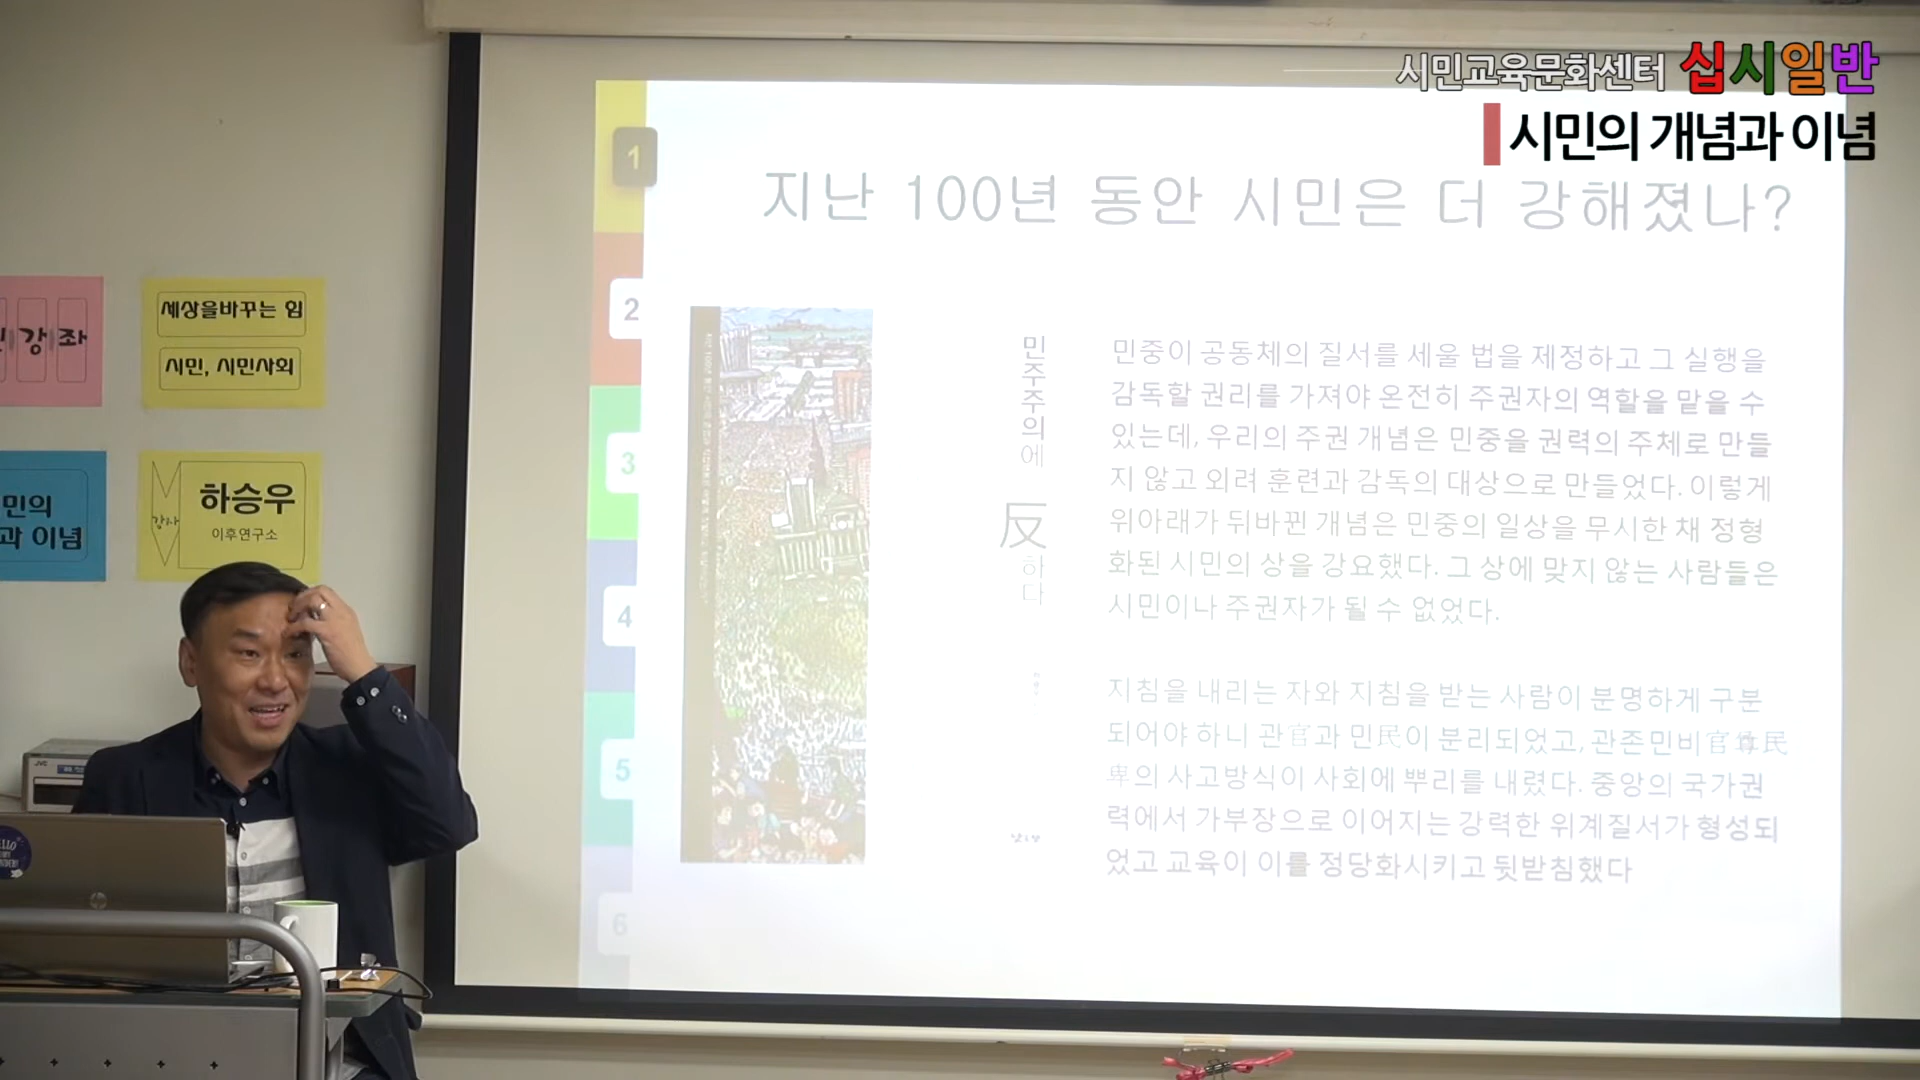 시민교육문화센터 십시일반
시민의 개념과 이념
지난 100년 동안 시민은 더 강해졌나?
1
2
3
4
5
6
민주주의에
反
하다
민중이 공동체의 질서를 세울 법을 제정하고 그 실행을
감독할 권리를 가져야 온전히 주권자의 역할을 맡을 수
있는데, 우리의 주권 개념은 민중을 권력의 주체로 만들
지 않고 외려 훈련과 감독의 대상으로 만들었다. 이렇게
위아래가 뒤바뀐 개념은 민중의 일상을 무시한 채 정형
화된 시민의 상을 강요했다. 그 상에 맞지 않는 사람들은
시민이나 주권자가 될 수 없었다.
지침을 내리는 자와 지침을 받는 사람이 분명하게 구분
되어야 하니 관官과 민民이 분리되었고, 관존민비官尊民
卑의 사고방식이 사회에 뿌리를 내렸다. 중앙의 국가권
력에서 가부장으로 이어지는 강력한 위계질서가 형성되
었고 교육이 이를 정당화시키고 뒷받침했다
강좌
세상을바꾸는 임
시민, 시민사회
민의
과 이념
강사
하승우
이후연구소
JVC
hp